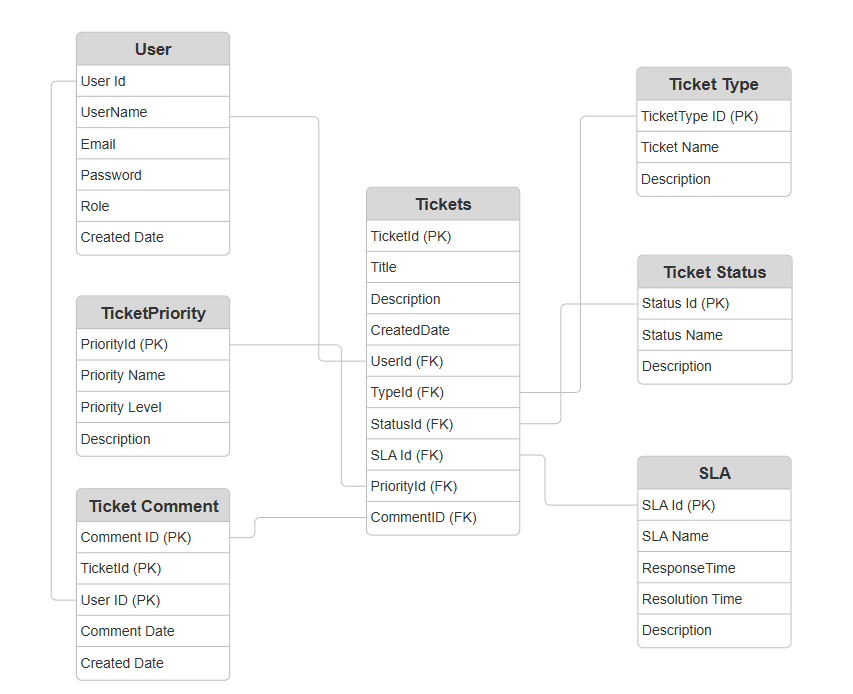 User
User Id
UserName
Email
Password
Role
Created Date
TicketPriority
PriorityId (PK)
Priority Name
Priority Level
Description
Ticket Comment
Comment ID (PK)
TicketId (PK)
User ID (PK)
Comment Date
Created Date
Tickets
TicketId (PK)
Title
Description
CreatedDate
UserId (FK)
TypeId (FK)
StatusId (FK)
SLA Id (FK)
PriorityId (FK)
CommentID (FK)
Ticket Type
TicketType ID (PK)
Ticket Name
Description
Ticket Status
Status Id (PK)
Status Name
Description
SLA
SLA Id (PK)
SLA Name
ResponseTime
Resolution Time
Description